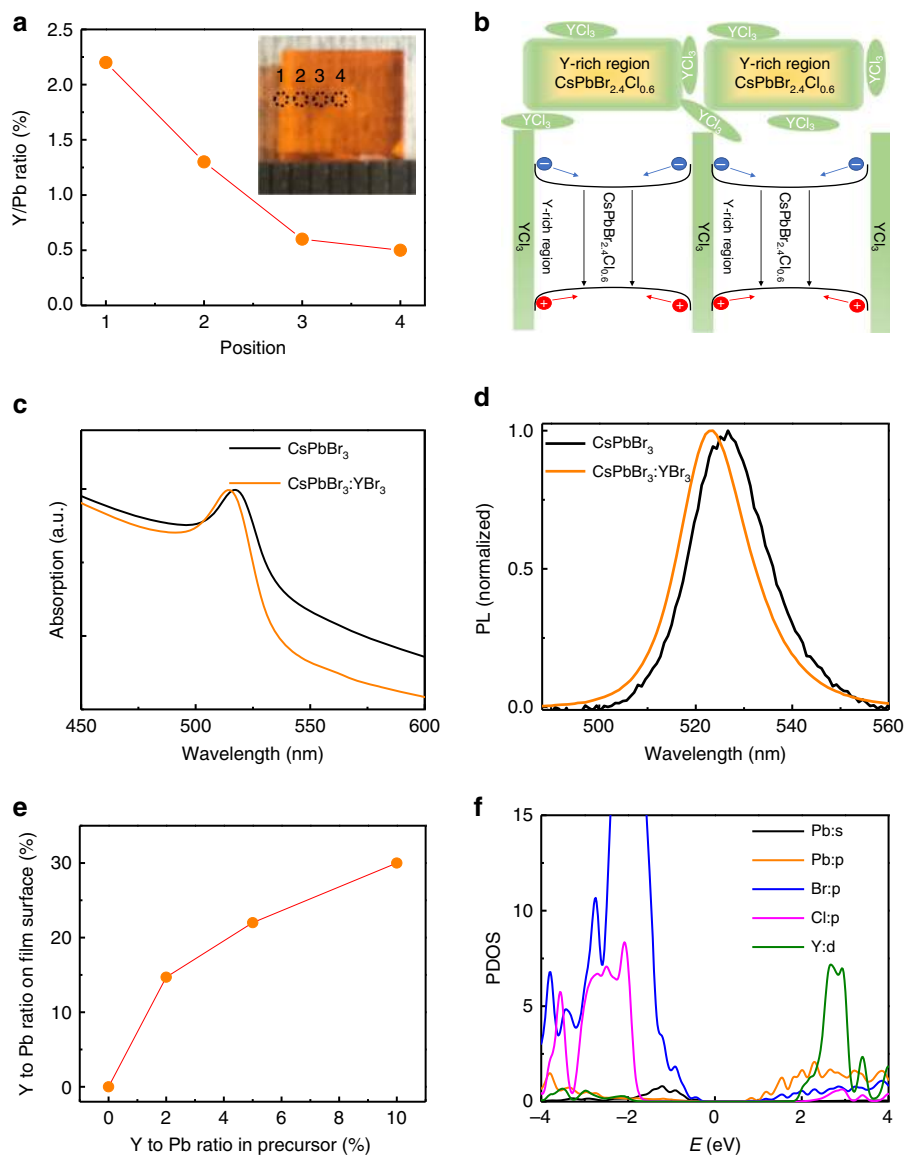 a
Y/Pb ratio (%)
2.5
2.0
1.5
1.0
0.5
0.0
1 2 3 4
1 2 3 4
Position
b
YCl₃
YCl₃
YCl₃
YCl₃
Y-rich region
CsPbBr₂.₄Cl₀.₆
Y-rich region
CsPbBr₂.₄Cl₀.₆
YCl₃
YCl₃
YCl₃
− − − −
YCl₃
Y-rich region
CsPbBr₂.₄Cl₀.₆
YCl₃
Y-rich region
CsPbBr₂.₄Cl₀.₆
YCl₃
+ + + +
c
Absorption (a.u.)
CsPbBr₃
CsPbBr₃:YBr₃
450 500 550 600
Wavelength (nm)
d
PL (normalized)
1.0
0.5
0.0
CsPbBr₃
CsPbBr₃:YBr₃
500 520 540 560
Wavelength (nm)
e
Y to Pb ratio on film surface (%)
30
20
10
0
0 2 4 6 8 10
Y to Pb ratio in precursor (%)
f
PDOS
15
10
5
0
Pb:s
Pb:p
Br:p
Cl:p
Y:d
–4 –2 0 2 4
E (eV)